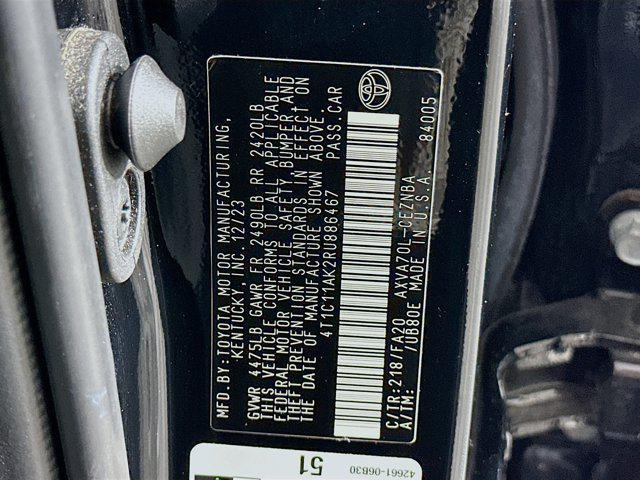 MFD.BY:TOYOTA MOTOR MANUFACTURING,
KENTUCKY, INC. 12/23
GVWR 4475LB GAWR FR 2490LB RR 2420LB
THIS VEHICLE CONFORMS TO ALL APPLICABLE
FEDERAL MOTOR VEHICLE SAFETY, BUMPER,AND
THEFT PREVENTION STANDARDS IN EFFECT ON
THE DATE OF MANUFACTURE SHOWN ABOVE.
4T1C11AK2RU886467 PASS.CAR
C/TR:218/FA20 AXVA70L-CEZNBA
A/TM: /UB80E MADE IN U.S.A. 84005
51
42661-06B30